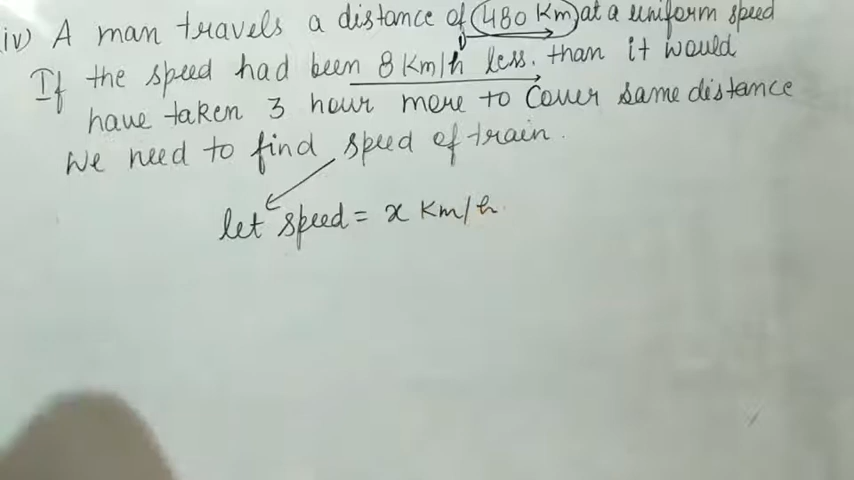 iv) A man travels a distance of 480 Km at a uniform speed
If the speed had been 8 Km/h less. than it would
have taken 3 hour more to Cover same distance
We need to find speed of train.
let speed = x Km/h.